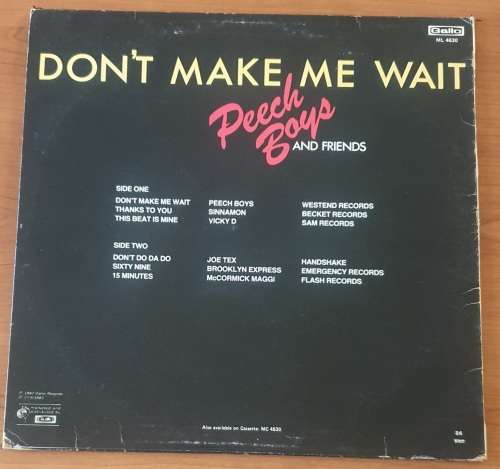 Gallo
ML 4630
DON'T MAKE ME WAIT
Peech
Boys
AND FRIENDS
SIDE ONE
DON'T MAKE ME WAIT PEECH BOYS WESTEND RECORDS
THANKS TO YOU SINNAMON BECKET RECORDS
THIS BEAT IS MINE VICKY D SAM RECORDS
SIDE TWO
DON'T DO DA DO JOE TEX HANDSHAKE
SIXTY NINE BROOKLYN EXPRESS EMERGENCY RECORDS
15 MINUTES McCORMICK MAGGI FLASH RECORDS
Also available on Cassette: MC 4630